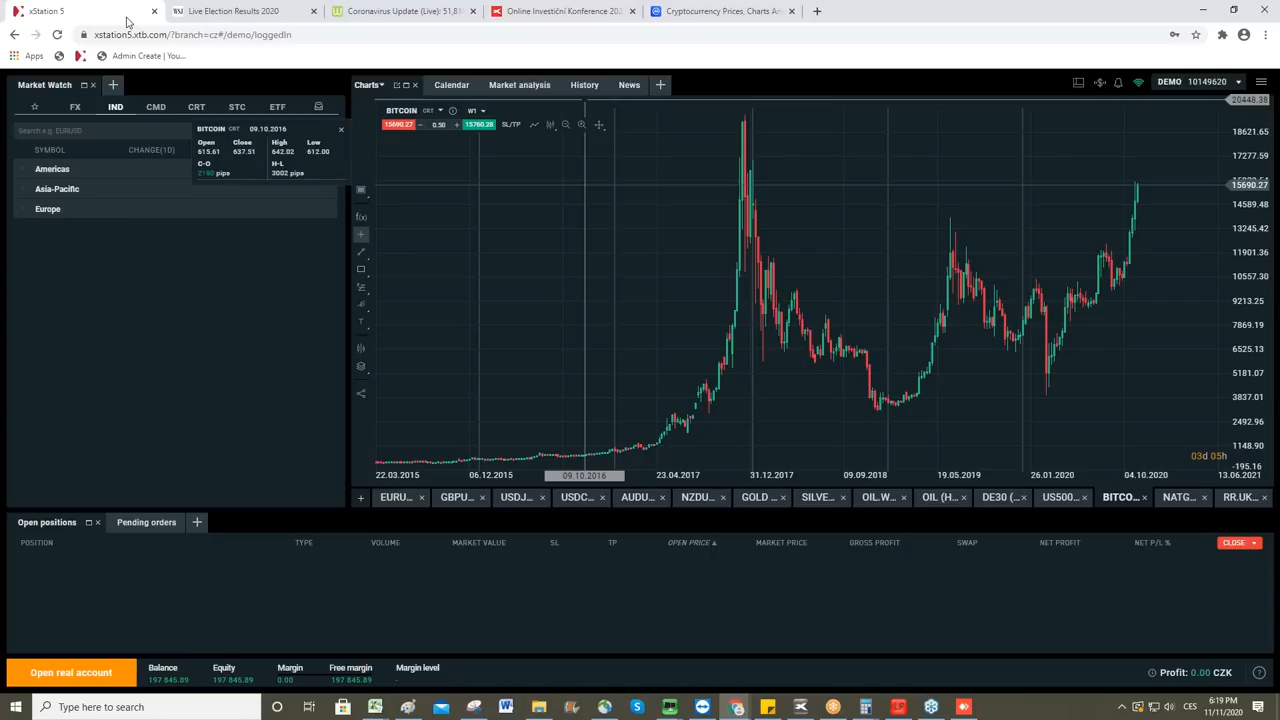 xStation 5
WSJ Live Election Results 2020
Coronavirus Update (Live): 51,81
Online Investiční Konference 202
Cryptocurrency Prices, Charts An
xstation5.xtb.com/?branch=cz#/demo/loggedIn
Apps
Admin Create | You...
Market Watch
Charts
Calendar
Market analysis
History
News
DEMO 10149620
FX IND CMD CRT STC ETF
Search e.g. EURUSD
SYMBOL CHANGE(1D)
Americas
Asia-Pacific
Europe
BITCOIN CRT 09.10.2016
Open Close High Low
615.61 637.51 642.02 612.00
C-O H-L
2190 pips 3002 pips
BITCOIN CRT W1
15690.27 0.50 15760.28 SL/TP
f(x)
T
20448.38
18621.65
17277.59
15690.27
14589.48
13245.42
11901.36
10557.30
9213.25
7869.19
6525.13
5181.07
3837.01
2492.96
1148.90
-195.16
03d 05h
22.03.2015 06.12.2015 09.10.2016 23.04.2017 31.12.2017 09.09.2018 19.05.2019 26.01.2020 04.10.2020 13.06.2021
EURU... GBPU... USDJ... USDC... AUDU... NZDU... GOLD ... SILVE... OIL.W... OIL (H... DE30 (... US500... BITCO... NATG... RR.UK...
Open positions
Pending orders
POSITION TYPE VOLUME MARKET VALUE SL TP OPEN PRICE MARKET PRICE GROSS PROFIT SWAP NET PROFIT NET P/L % CLOSE
Open real account
Balance Equity Margin Free margin Margin level
197 845.89 197 845.89 0.00 197 845.89 -
Profit: 0.00 CZK
Type here to search
CES
6:19 PM
11/11/2020